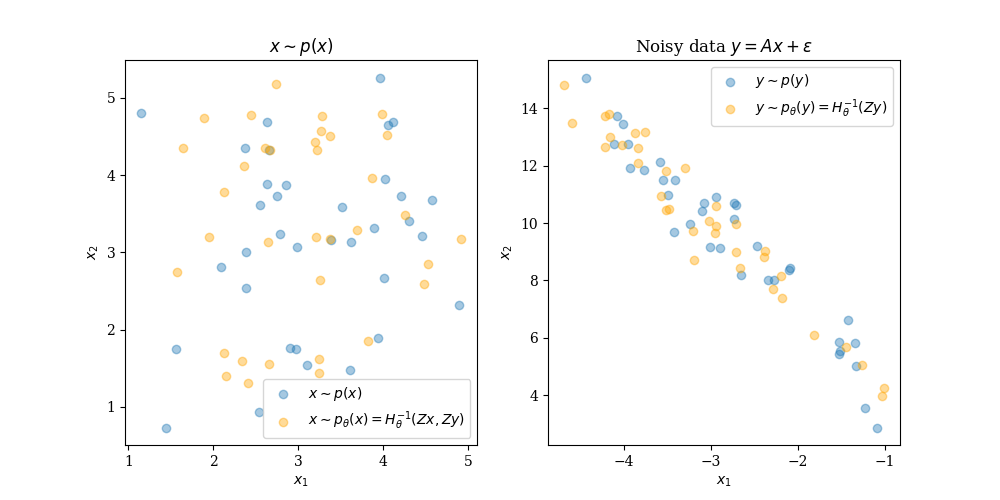 x ~ p(x)
5
4
3
2
1
x₂
x ~ p(x)
x ~ p_θ(x) = H_θ⁻¹(Zx, Zy)
1 2 3 4 5
x₁
Noisy data y = Ax + ε
14
12
10
8
6
4
x₂
y ~ p(y)
y ~ p_θ(y) = H_θ⁻¹(Zy)
−4 −3 −2 −1
x₁